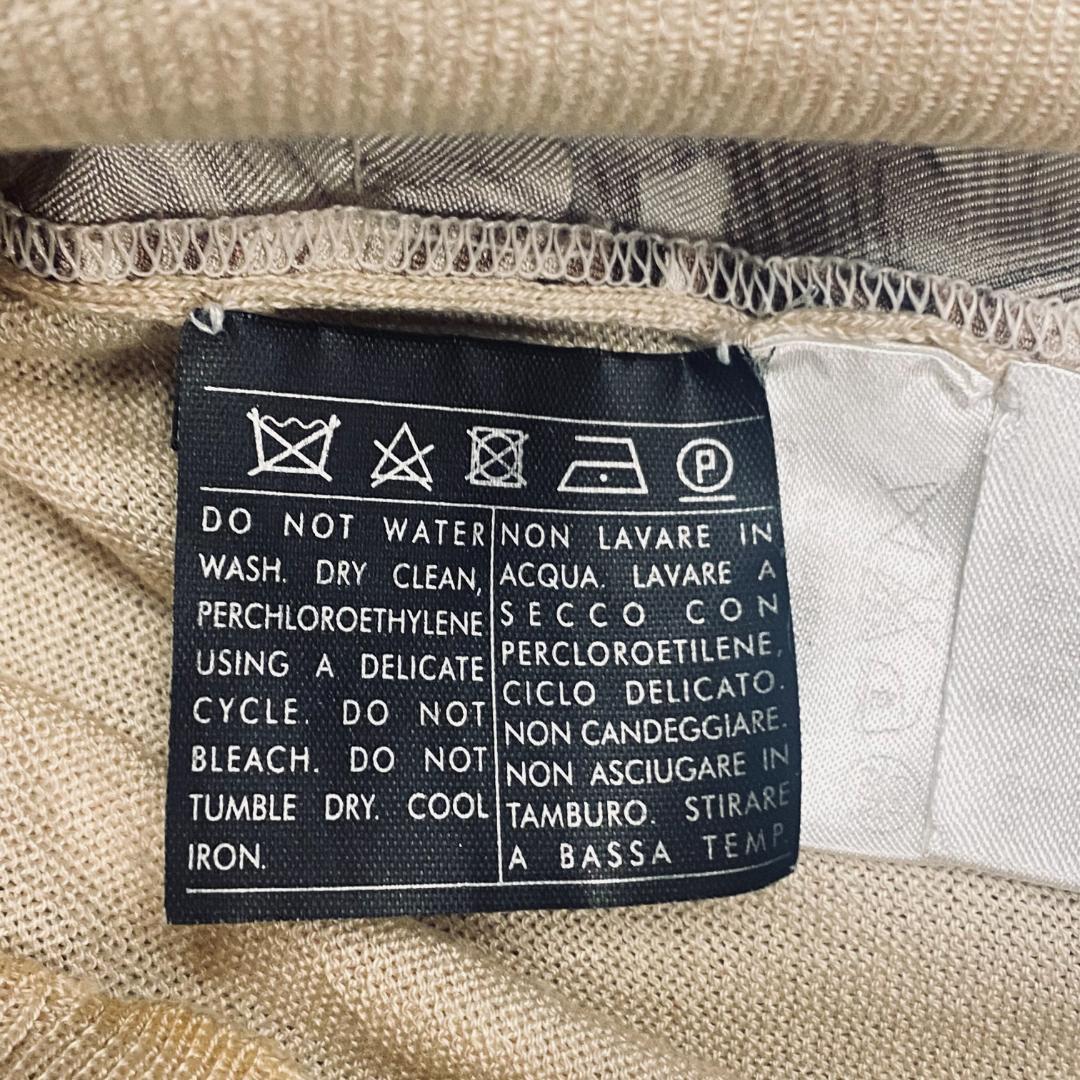 P
DO NOT WATER
WASH. DRY CLEAN,
PERCHLOROETHYLENE
USING A DELICATE
CYCLE. DO NOT
BLEACH. DO NOT
TUMBLE DRY. COOL
IRON.
NON LAVARE IN
ACQUA. LAVARE A
SECCO CON
PERCLOROETILENE,
CICLO DELICATO.
NON CANDEGGIARE.
NON ASCIUGARE IN
TAMBURO. STIRARE
A BASSA TEMP